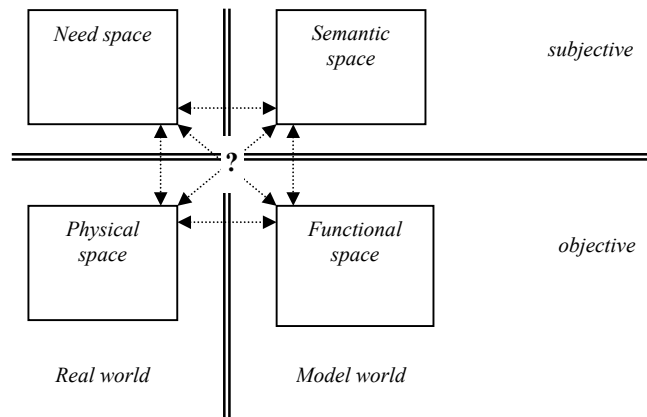 Need space
Semantic
space
subjective
?
Physical
space
Functional
space
objective
Real world
Model world